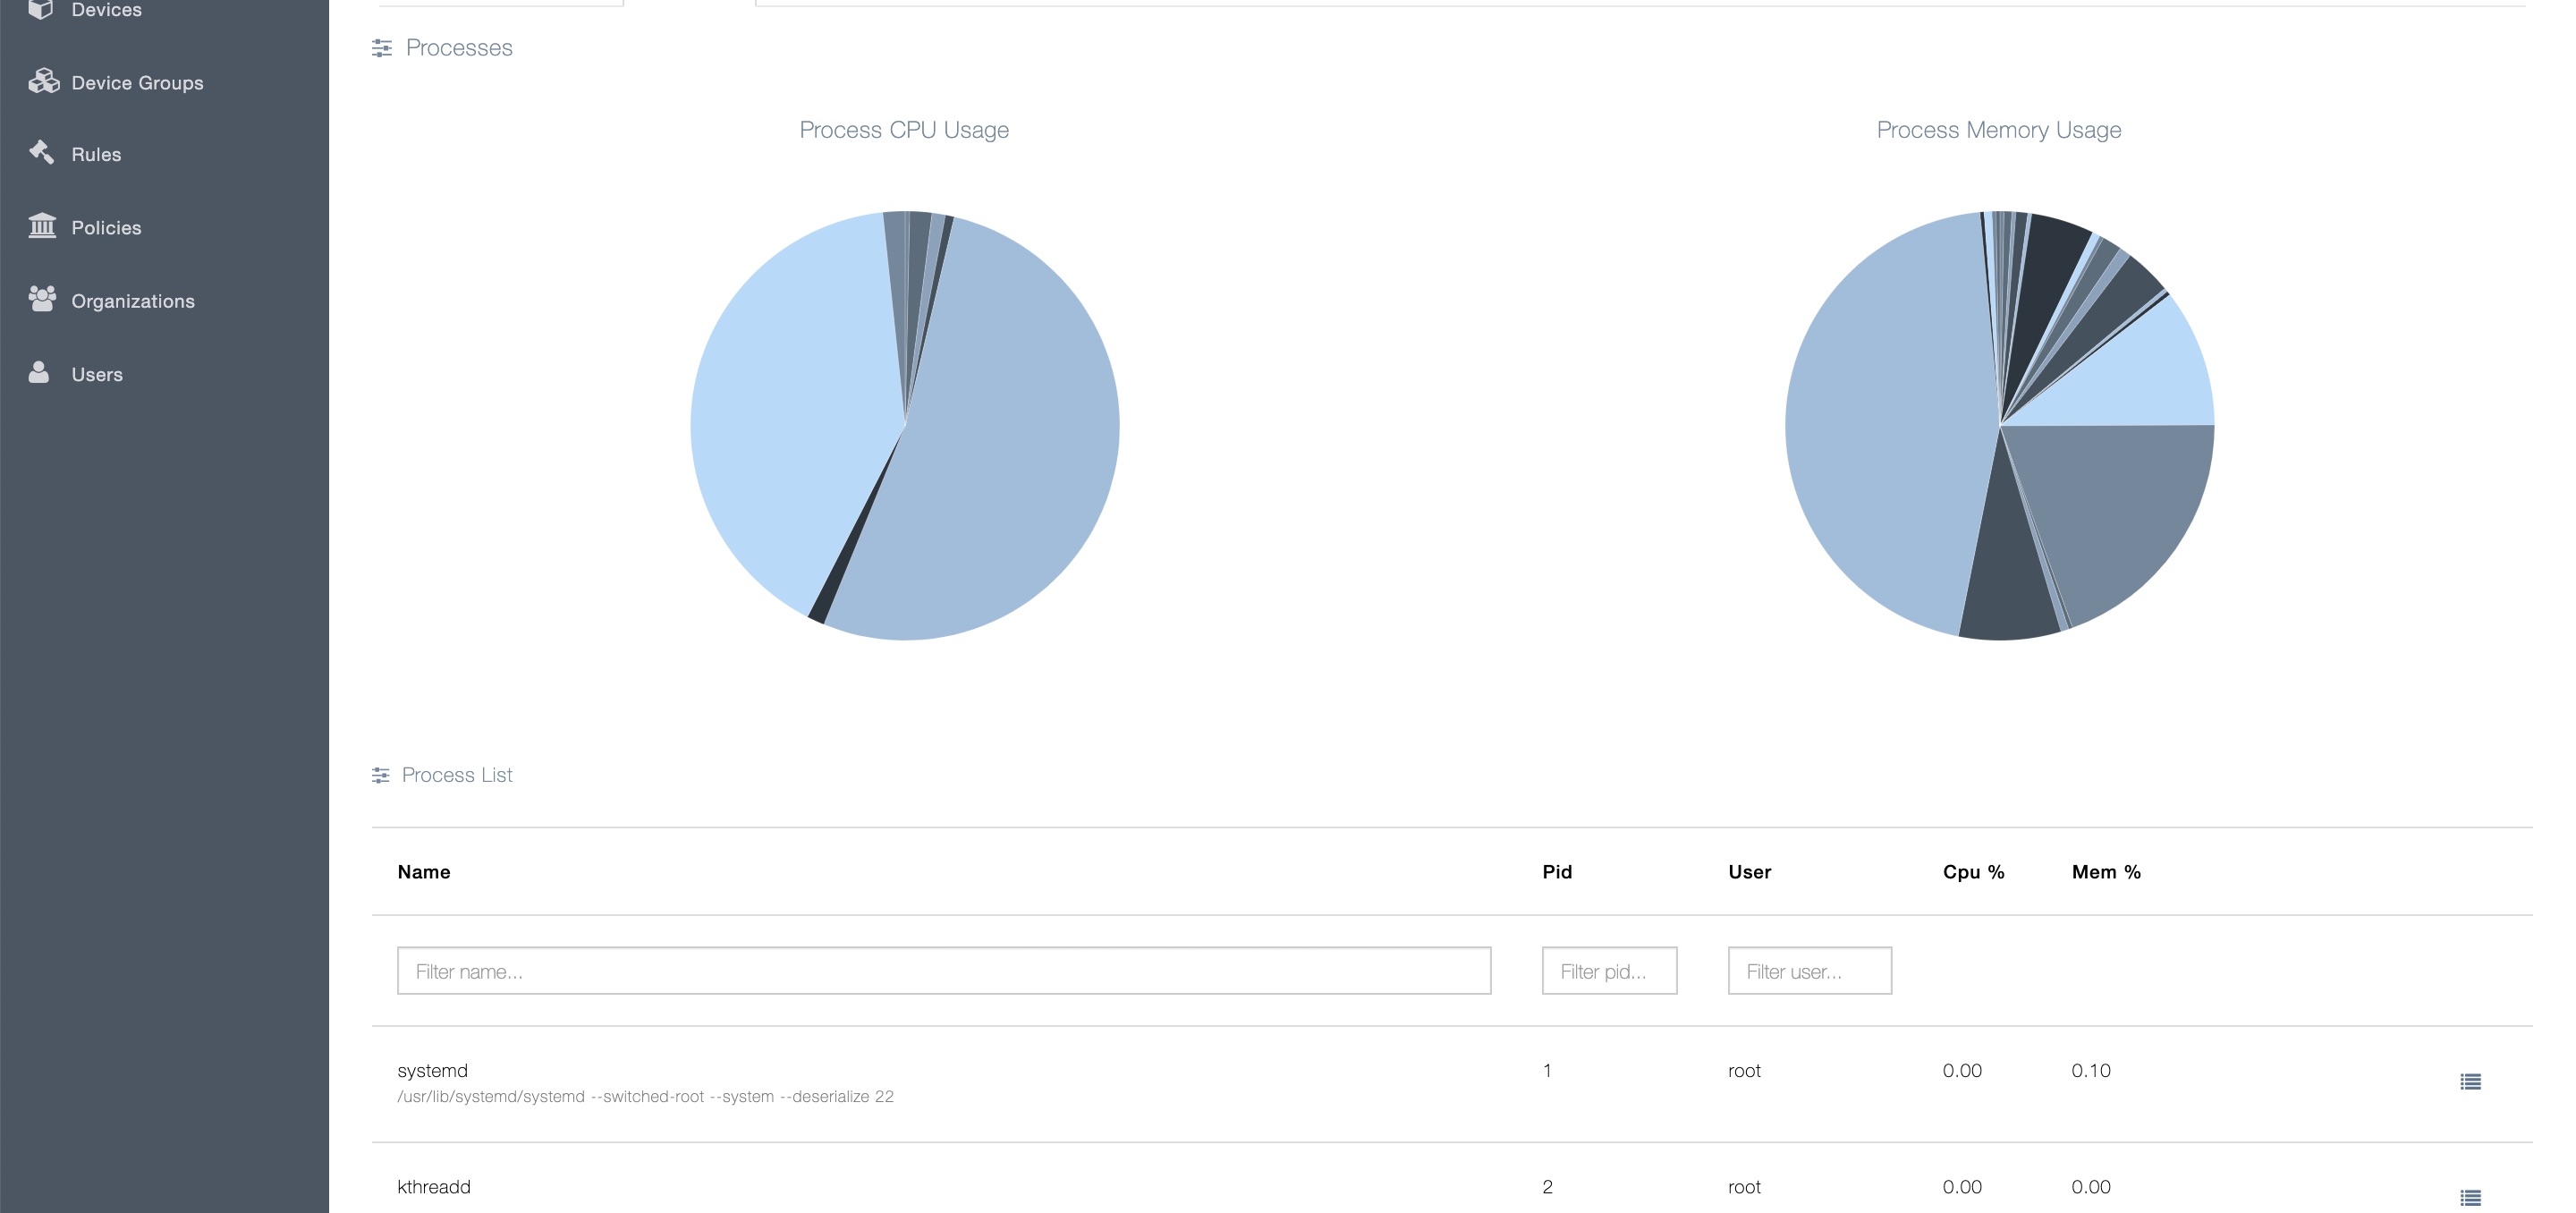 Devices
Device Groups
Rules
Policies
Organizations
Users
Processes
Process CPU Usage
Process Memory Usage
Process List
Name Pid User Cpu % Mem %
Filter name... Filter pid... Filter user...
systemd 1 root 0.00 0.10
/usr/lib/systemd/systemd --switched-root --system --deserialize 22
kthreadd 2 root 0.00 0.00